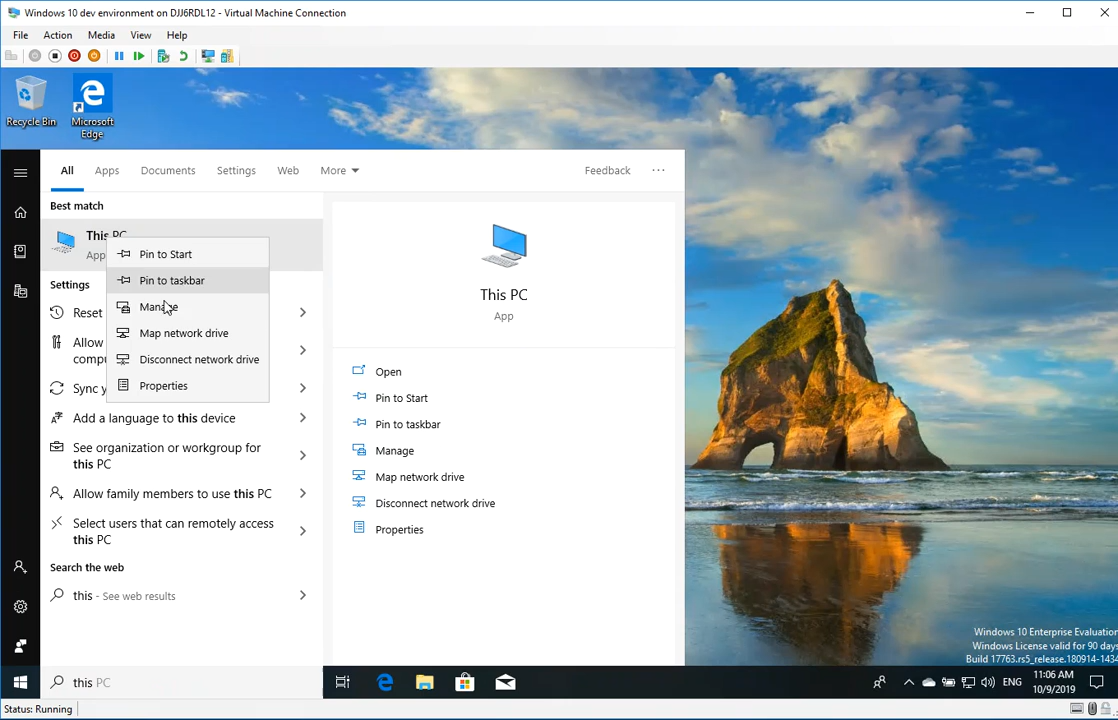 Windows 10 dev environment on DJJ6RDL12 - Virtual Machine Connection
File Action Media View Help
Recycle Bin
Microsoft
Edge
All Apps Documents Settings Web More Feedback ...
Best match
This PC
App
Pin to Start
Pin to taskbar
Manage
Map network drive
Disconnect network drive
Properties
Settings
Reset
Allow
compu
Sync y
Add a language to this device
See organization or workgroup for
this PC
Allow family members to use this PC
Select users that can remotely access
this PC
Search the web
this - See web results
This PC
App
Open
Pin to Start
Pin to taskbar
Manage
Map network drive
Disconnect network drive
Properties
Windows 10 Enterprise Evaluation
Windows License valid for 90 days
Build 17763.rs5_release.180914-1434
this PC
ENG
11:06 AM
10/9/2019
Status: Running